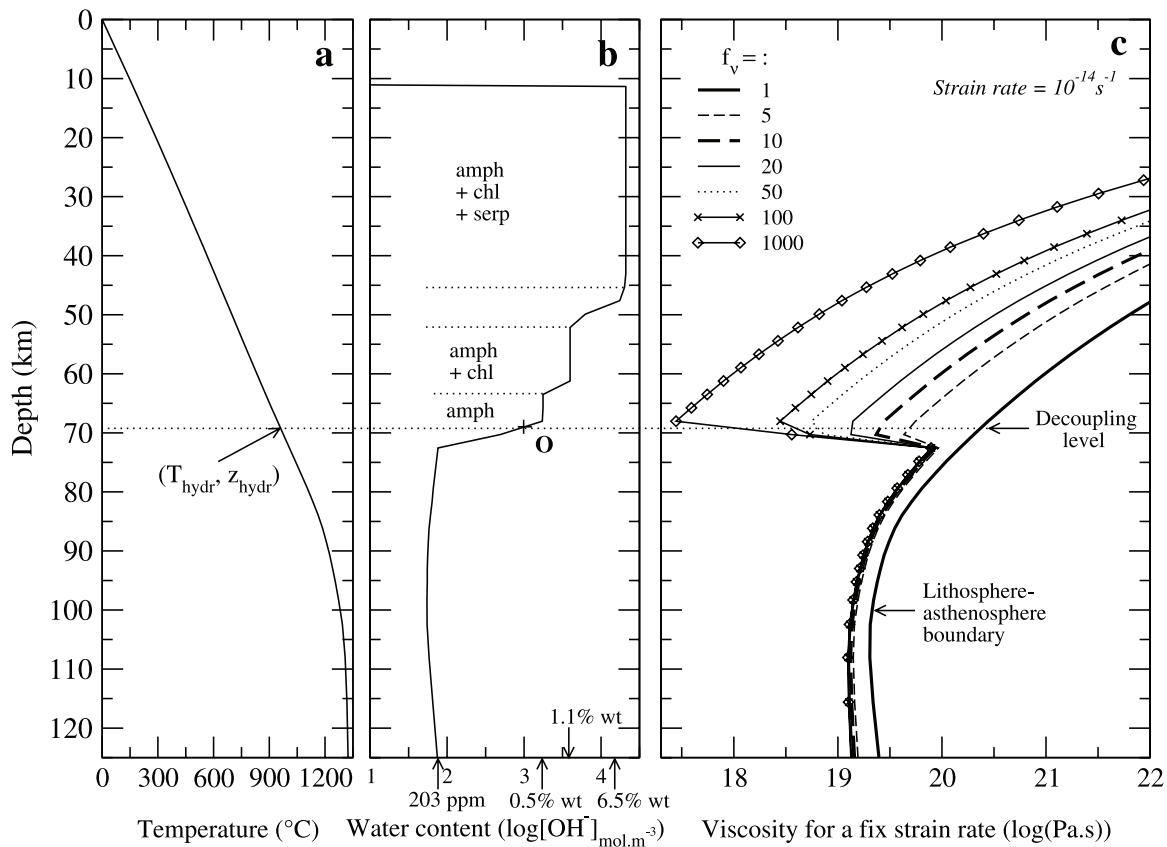 a
b
c
0
10
20
30
40
50
60
70
80
90
100
110
120
Depth (km)
(T_hydr, z_hydr)
0 300 600 900 1200
Temperature (°C)
amph
+ chl
+ serp
amph
+ chl
amph
O
1.1% wt
1 2 3 4
203 ppm
0.5% wt
6.5% wt
Water content (log[OH⁻]_mol.m⁻³)
f_ν = :
1
5
10
20
50
100
1000
Strain rate = 10⁻¹⁴s⁻¹
Decoupling
level
Lithosphere-
asthenosphere
boundary
18 19 20 21 22
Viscosity for a fix strain rate (log(Pa.s))